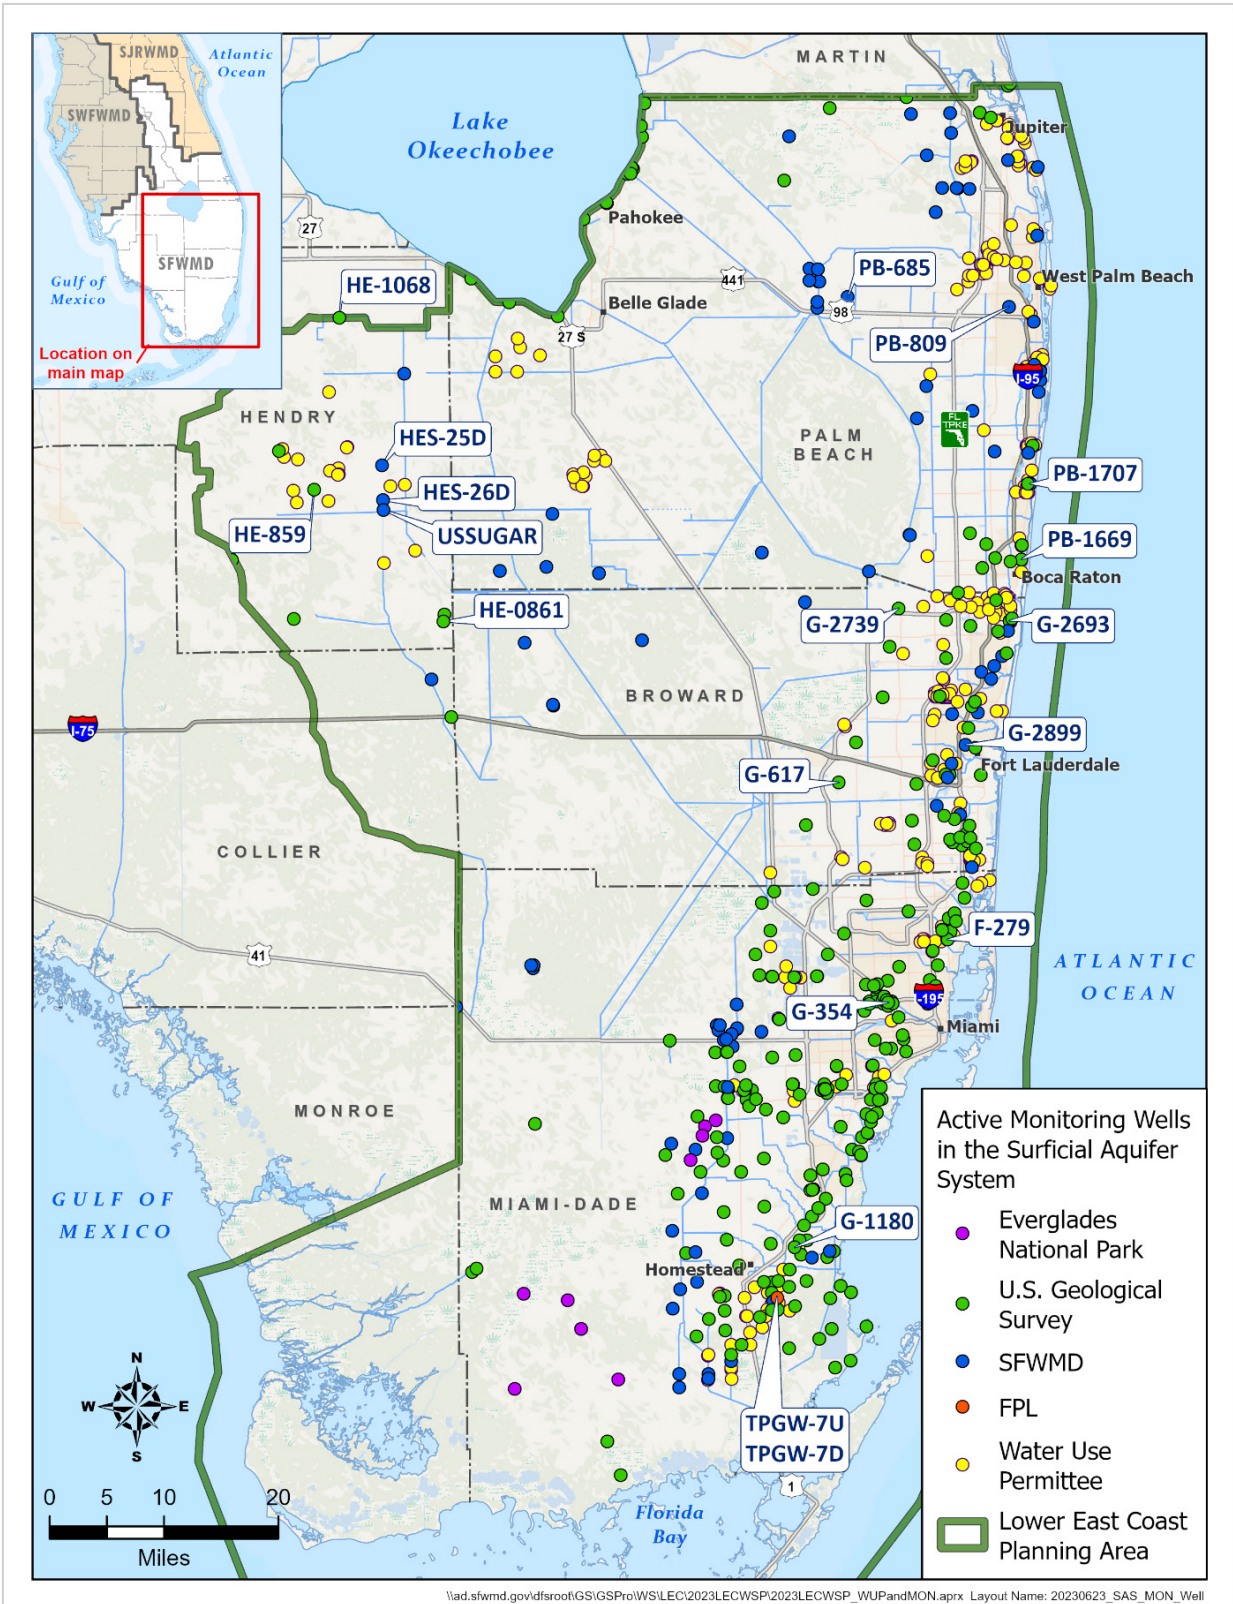 SJRWMD
Atlantic
Ocean
SWFWMD
SFWMD
Gulf of
Mexico
Location on
main map
MARTIN
Lake
Okeechobee
Jupiter
Pahokee
27
HE-1068
441
PB-685
West Palm Beach
Belle Glade
98
27 S
PB-809
I-95
HENDRY
FL
TPKE
PALM
BEACH
HES-25D
PB-1707
HES-26D
HE-859
USSUGAR
PB-1669
Boca Raton
HE-0861
G-2739
G-2693
BROWARD
I-75
G-2899
Fort Lauderdale
G-617
COLLIER
F-279
41
ATLANTIC
OCEAN
I-195
G-354
Miami
MONROE
GULF OF
MEXICO
MIAMI-DADE
G-1180
Homestead
TPGW-7U
TPGW-7D
1
Florida
Bay
Active Monitoring Wells
in the Surficial Aquifer
System
Everglades
National Park
U.S. Geological
Survey
SFWMD
FPL
Water Use
Permittee
Lower East Coast
Planning Area
N
W E
S
0 5 10 20
Miles
\\ad.sfwmd.gov\dfsroot\GS\GSPro\WS\LEC\2023LECWSP\2023LECWSP_WUPandMON.aprx Layout Name: 20230623_SAS_MON_Well